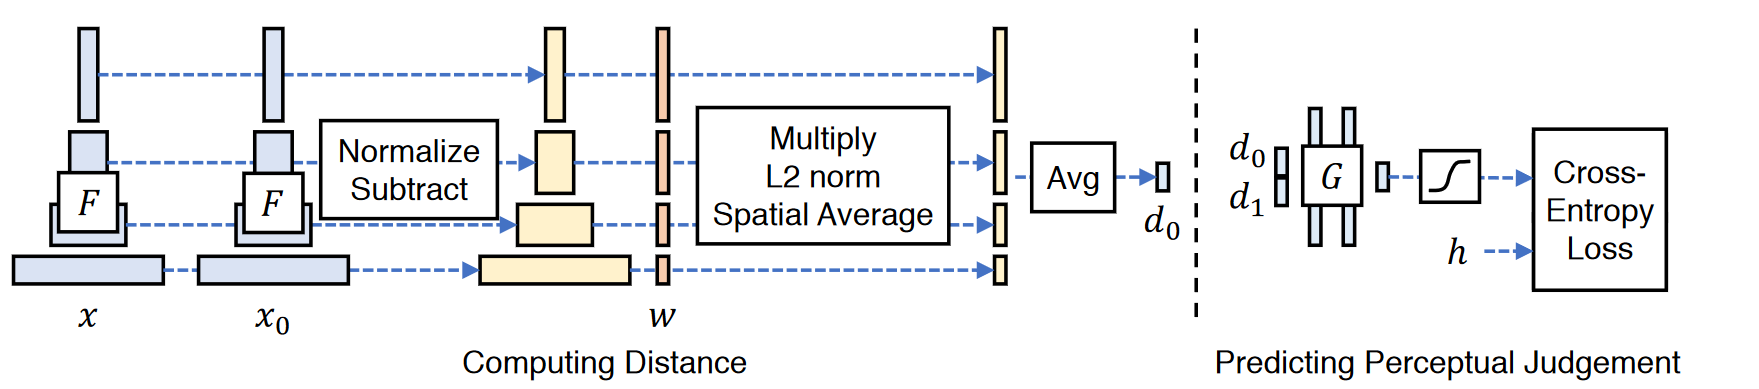 F
F
Normalize
Subtract
Multiply
L2 norm
Spatial Average
Avg
d₀
d₀
d₁
G
h
Cross-
Entropy
Loss
x
x₀
w
Computing Distance
Predicting Perceptual Judgement